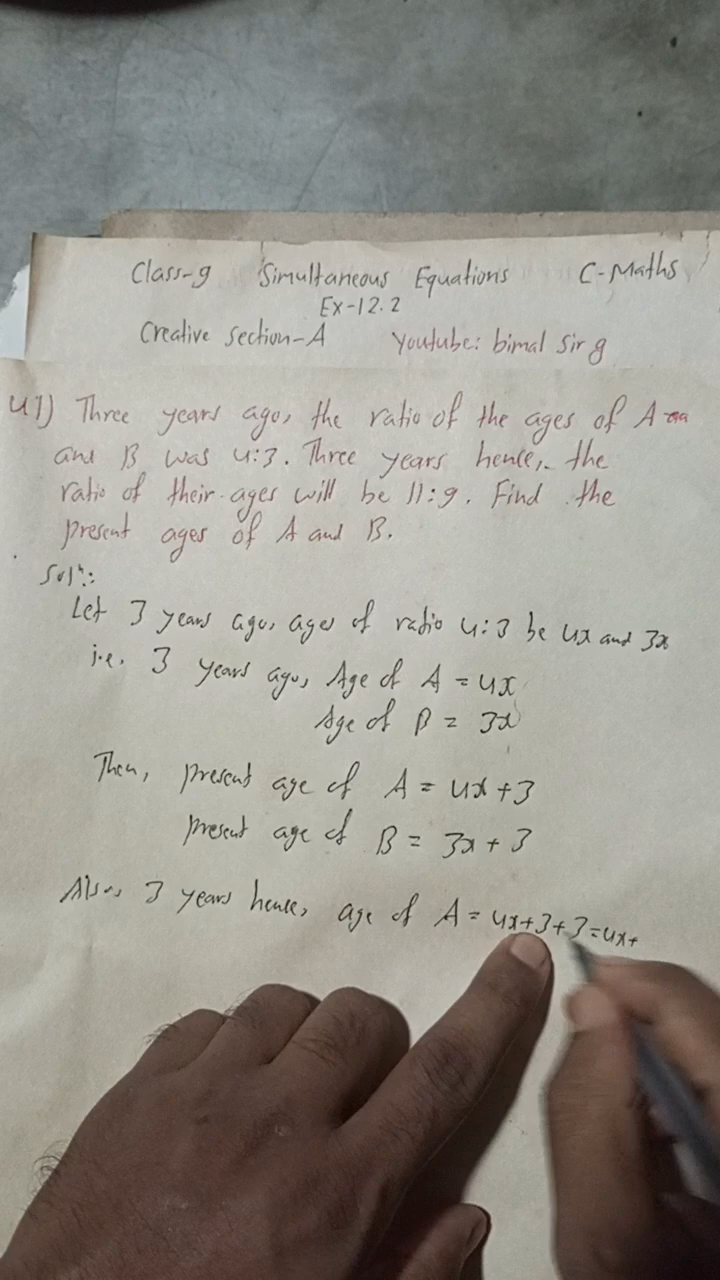 Class-9 Simultaneous Equations C-Maths
Ex-12.2
Creative section-A Youtube: bimal sir g
41) Three years ago, the ratio of the ages of A
and B was 4:3. Three years hence, the
ratio of their ages will be 11:9. Find the
present ages of A and B.
Solⁿ:
Let 3 years ago, ages of ratio 4:3 be 4x and 3x
i.e. 3 years ago, Age of A = 4x
Age of B = 3x
Then, present age of A = 4x + 3
present age of B = 3x + 3
Also, 3 years hence, age of A = 4x+3+3=4x+